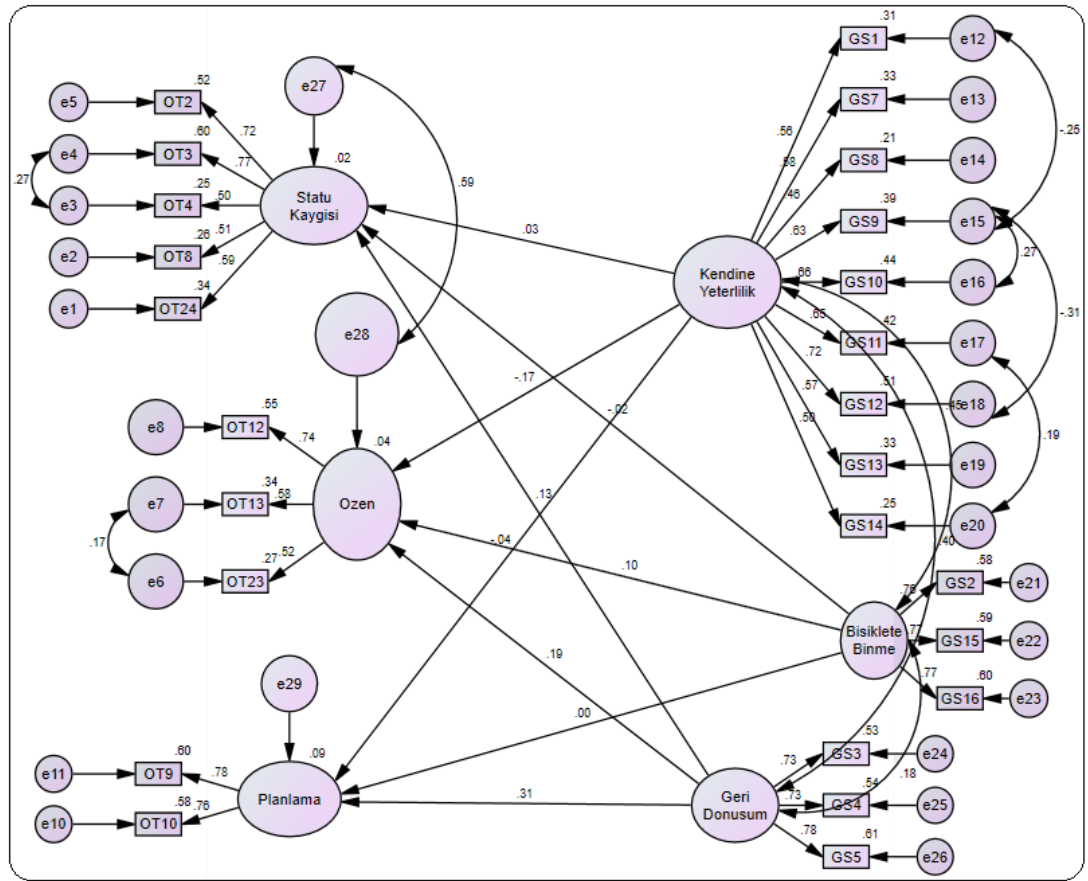 .31
GS1
e12
e27
.52
e5
OT2
.33
GS7
e13
.72
.60
e4
OT3
.56
-.25
.02
.21
GS8
e14
.58
.77
.27
.25
.59
Statu
Kaygisi
.46
e3
OT4
.50
.39
GS9
e15
.26
.51
.63
.03
e2
OT8
.27
.59
Kendine
Yeterlilik
.66
.44
GS10
e16
.34
e1
OT24
.65
.42
-.31
e28
GS11
e17
.72
-.17
.57
.51
GS12
.45
e18
.55
-.02
.50
e8
OT12
.74
.04
.33
GS13
e19
.19
.34
.58
.13
e7
OT13
Ozen
.25
GS14
e20
.17
.52
.27
-.04
.40
.10
.58
e6
OT23
.76
GS2
e21
Bisiklete
Binme
.77
.59
GS15
e22
.19
.77
.60
e29
.00
GS16
e23
.53
.09
.60
.73
GS3
e24
e11
OT9
.78
.18
.54
Planlama
.31
Geri
Donusum
.73
GS4
e25
.58
.76
e10
OT10
.78
.61
GS5
e26